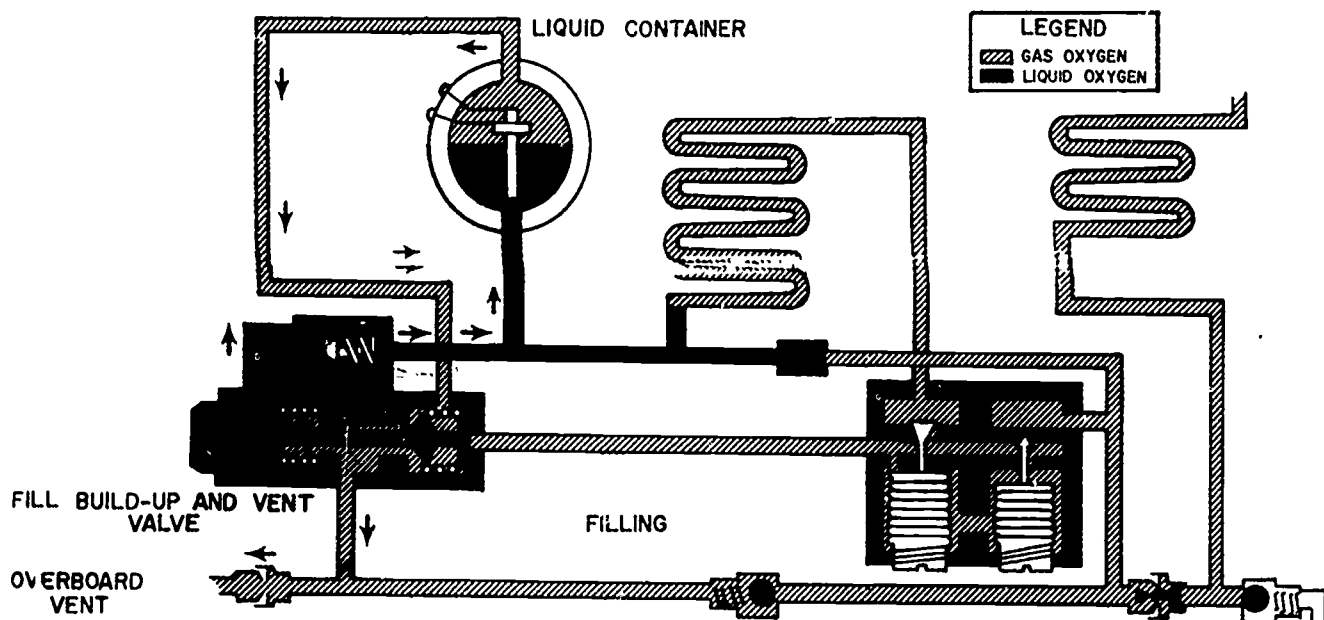 LIQUID CONTAINER
LEGEND
GAS OXYGEN
LIQUID OXYGEN
FILL BUILD-UP AND VENT
VALVE
FILLING
OVERBOARD
VENT